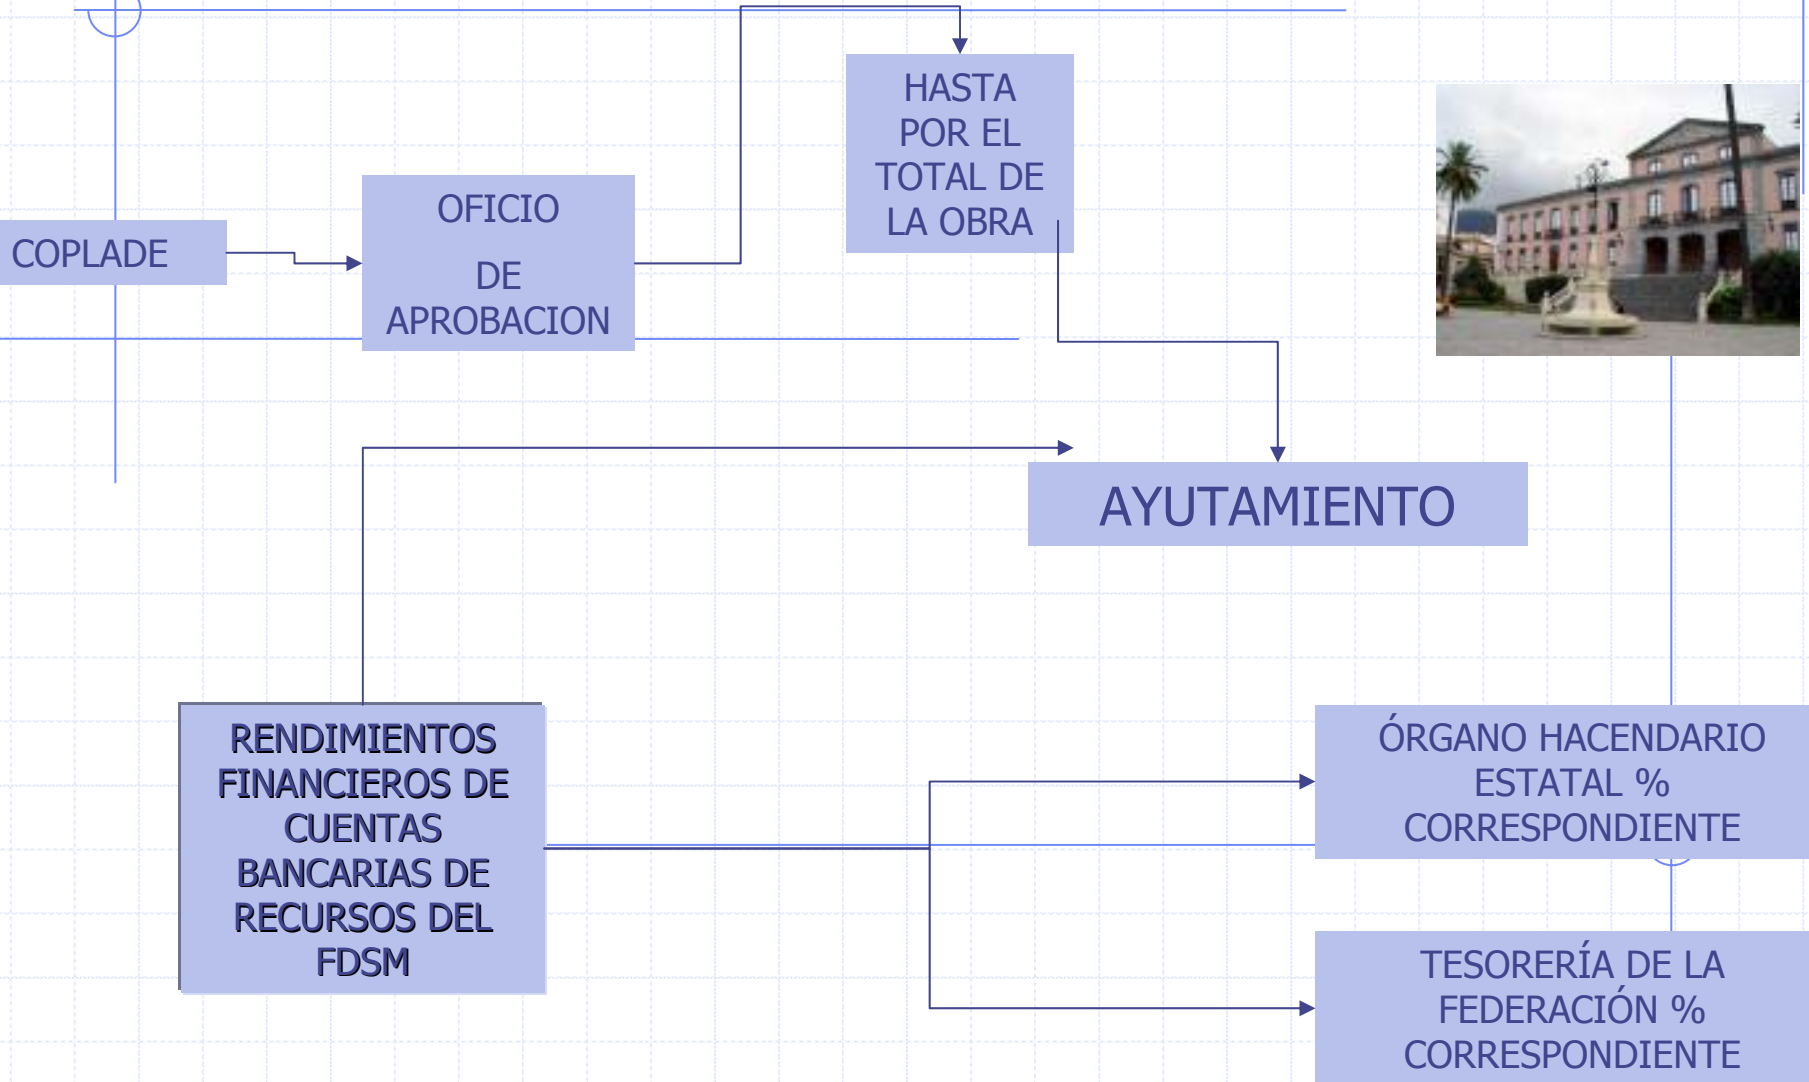 COPLADE
OFICIO
DE
APROBACION
HASTA
POR EL
TOTAL DE
LA OBRA
AYUTAMIENTO
RENDIMIENTOS
FINANCIEROS DE
CUENTAS
BANCARIAS DE
RECURSOS DEL
FDSM
ÓRGANO HACENDARIO
ESTATAL %
CORRESPONDIENTE
TESORERÍA DE LA
FEDERACIÓN %
CORRESPONDIENTE